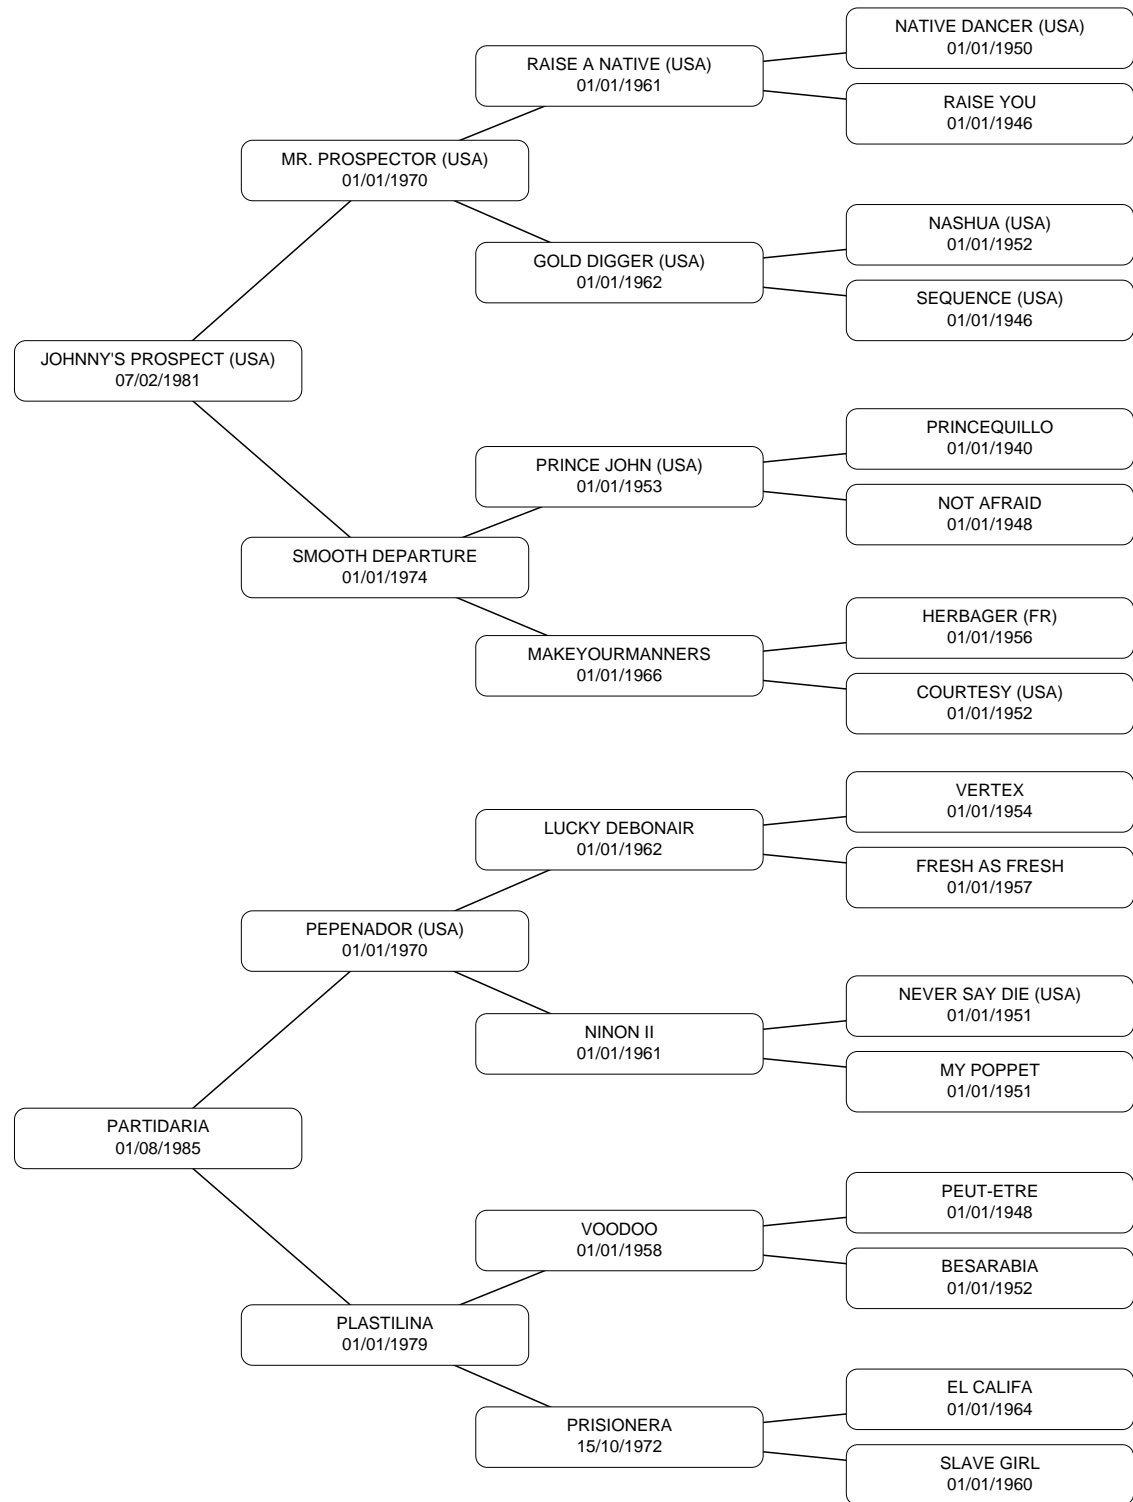 NATIVE DANCER (USA)
01/01/1950
RAISE A NATIVE (USA)
01/01/1961
RAISE YOU
01/01/1946
MR. PROSPECTOR (USA)
01/01/1970
NASHUA (USA)
01/01/1952
GOLD DIGGER (USA)
01/01/1962
SEQUENCE (USA)
01/01/1946
JOHNNY'S PROSPECT (USA)
07/02/1981
PRINCEQUILLO
01/01/1940
PRINCE JOHN (USA)
01/01/1953
NOT AFRAID
01/01/1948
SMOOTH DEPARTURE
01/01/1974
HERBAGER (FR)
01/01/1956
MAKEYOURMANNERS
01/01/1966
COURTESY (USA)
01/01/1952
VERTEX
01/01/1954
LUCKY DEBONAIR
01/01/1962
FRESH AS FRESH
01/01/1957
PEPENADOR (USA)
01/01/1970
NEVER SAY DIE (USA)
01/01/1951
NINON II
01/01/1961
MY POPPET
01/01/1951
PARTIDARIA
01/08/1985
PEUT-ETRE
01/01/1948
VOODOO
01/01/1958
BESARABIA
01/01/1952
PLASTILINA
01/01/1979
EL CALIFA
01/01/1964
PRISIONERA
15/10/1972
SLAVE GIRL
01/01/1960